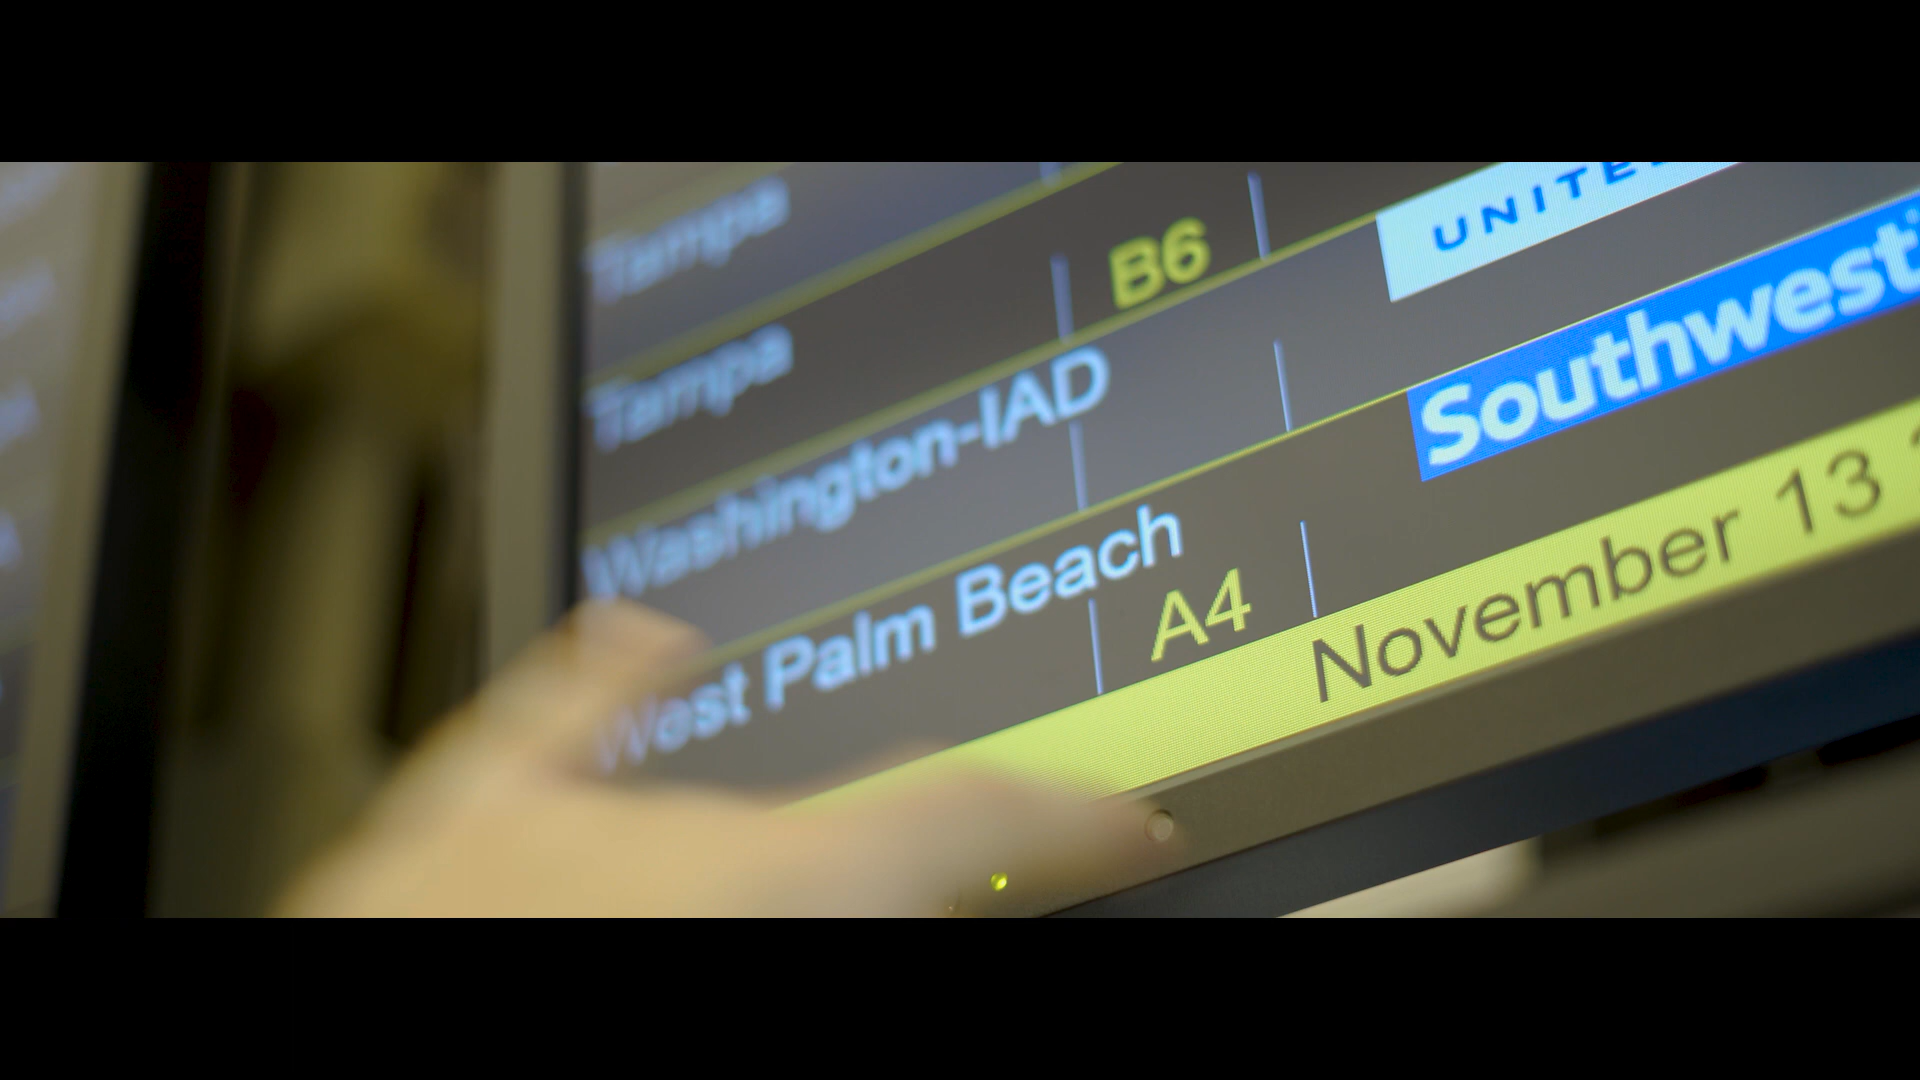 Tampa
Tampa B6
Washington-IAD UNITE
West Palm Beach A4 Southwest
November 13